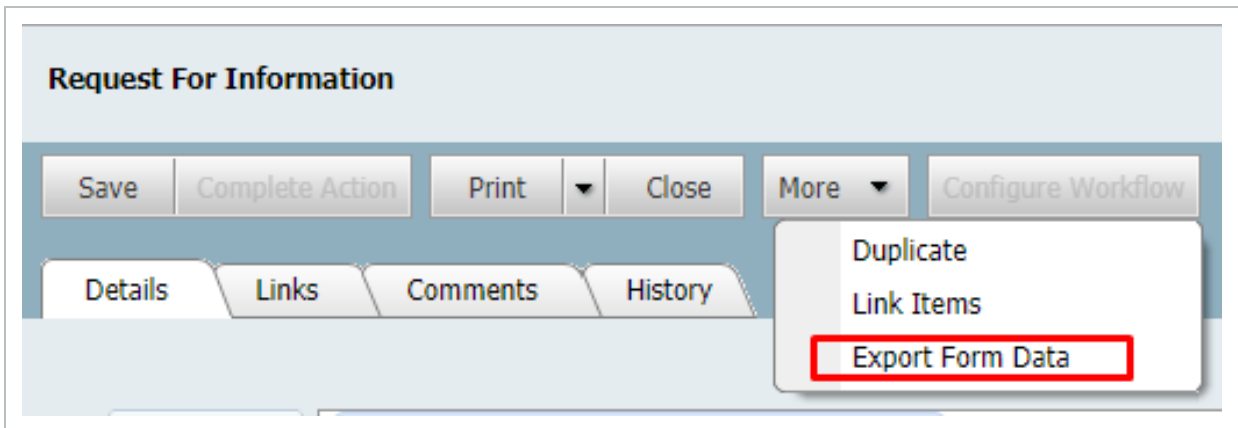 Request For Information
Save Complete Action Print Close More Configure Workflow
Duplicate
Details Links Comments History
Link Items
Export Form Data